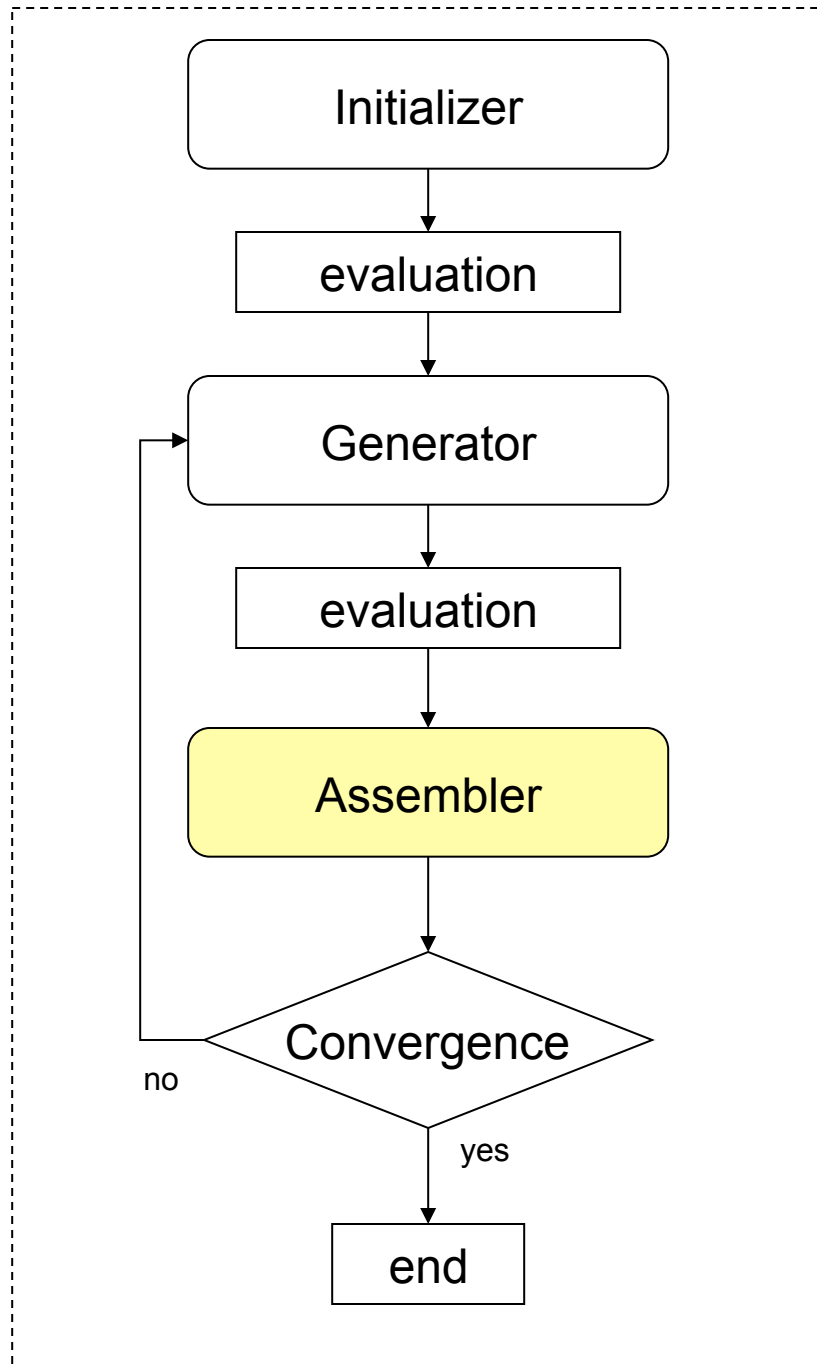 Initializer
evaluation
Generator
evaluation
Assembler
Convergence
no
yes
end